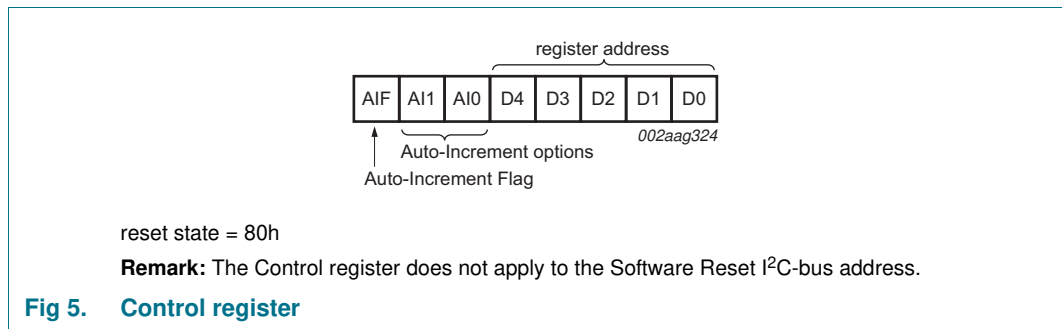 register address
AIF AI1 AI0 D4 D3 D2 D1 D0
002aag324
Auto-Increment options
Auto-Increment Flag
reset state = 80h
Remark: The Control register does not apply to the Software Reset I²C-bus address.
Fig 5. Control register